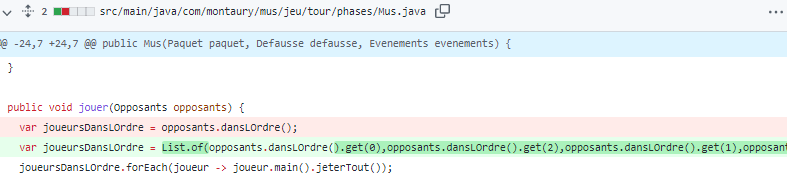 2 src/main/java/com/montaury/mus/jeu/tour/phases/Mus.java
@ -24,7 +24,7 @@ public Mus(Paquet paquet, Defausse defausse, Evenements evenements) {
}
public void jouer(Opposants opposants) {
var joueursDansLOrdre = opposants.dansLOrdre();
var joueursDansLOrdre = List.of(opposants.dansLOrdre().get(0),opposants.dansLOrdre().get(2),opposants.dansLOrdre().get(1),opposant
joueursDansLOrdre.forEach(joueur -> joueur.main().jeterTout());